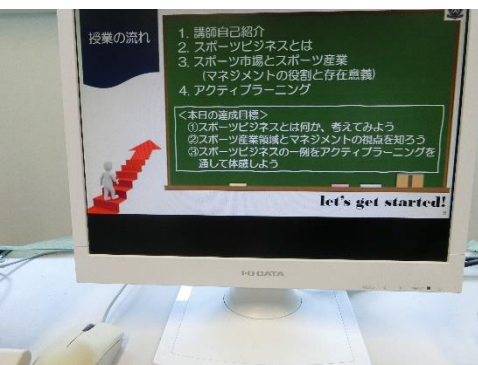 授業の流れ
1. 講師自己紹介
2. スポーツビジネスとは
3. スポーツ市場とスポーツ産業
(マネジメントの役割と存在意義)
4. アクティブラーニング
<本日の達成目標>
①スポーツビジネスとは何か、考えてみよう
②スポーツ産業領域とマネジメントの視点を知ろう
③スポーツビジネスの一例をアクティブラーニングを
通して体感しよう
let's get started!
I-O DATA